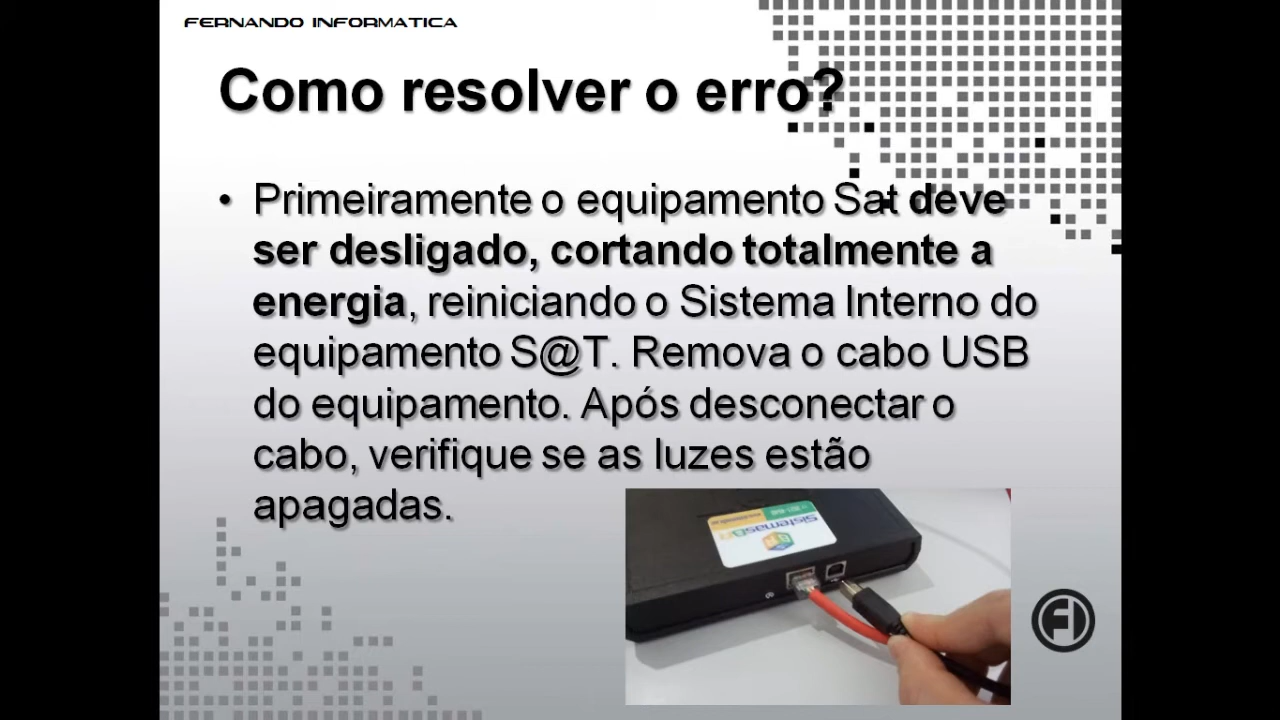 FERNANDO INFORMATICA
Como resolver o erro?
• Primeiramente o equipamento Sat deve
ser desligado, cortando totalmente a
energia, reiniciando o Sistema Interno do
equipamento S@T. Remova o cabo USB
do equipamento. Após desconectar o
cabo, verifique se as luzes estão
apagadas.
FI